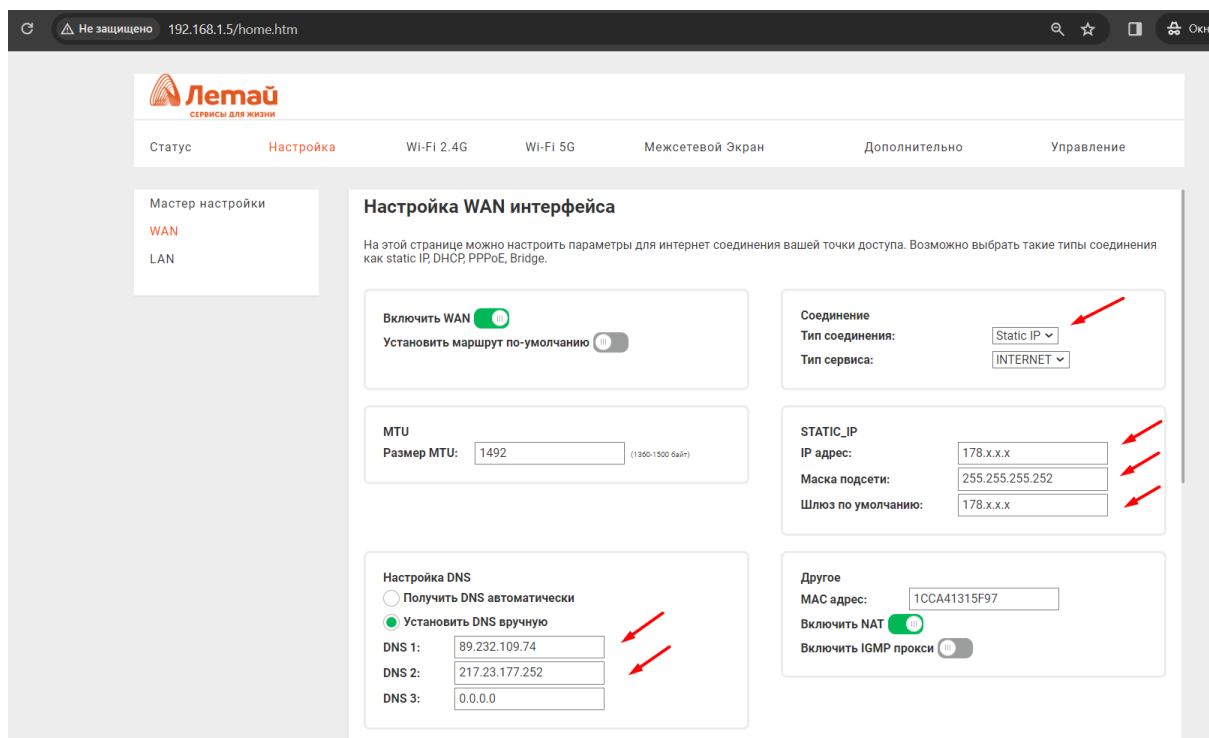 Не защищено 192.168.1.5/home.htm Окн
Летай
СЕРВИСЫ ДЛЯ ЖИЗНИ
Статус Настройка Wi-Fi 2.4G Wi-Fi 5G Межсетевой Экран Дополнительно Управление
Мастер настройки
WAN
LAN
Настройка WAN интерфейса
На этой странице можно настроить параметры для интернет соединения вашей точки доступа. Возможно выбрать такие типы соединения
как static IP, DHCP, PPPoE, Bridge.
Включить WAN
Установить маршрут по-умолчанию
Соединение
Тип соединения: Static IP
Тип сервиса: INTERNET
MTU
Размер MTU: 1492 (1360-1500 байт)
STATIC_IP
IP адрес: 178.x.x.x
Маска подсети: 255.255.255.252
Шлюз по умолчанию: 178.x.x.x
Настройка DNS
Получить DNS автоматически
Установить DNS вручную
DNS 1: 89.232.109.74
DNS 2: 217.23.177.252
DNS 3: 0.0.0.0
Другое
MAC адрес: 1CCA41315F97
Включить NAT
Включить IGMP прокси